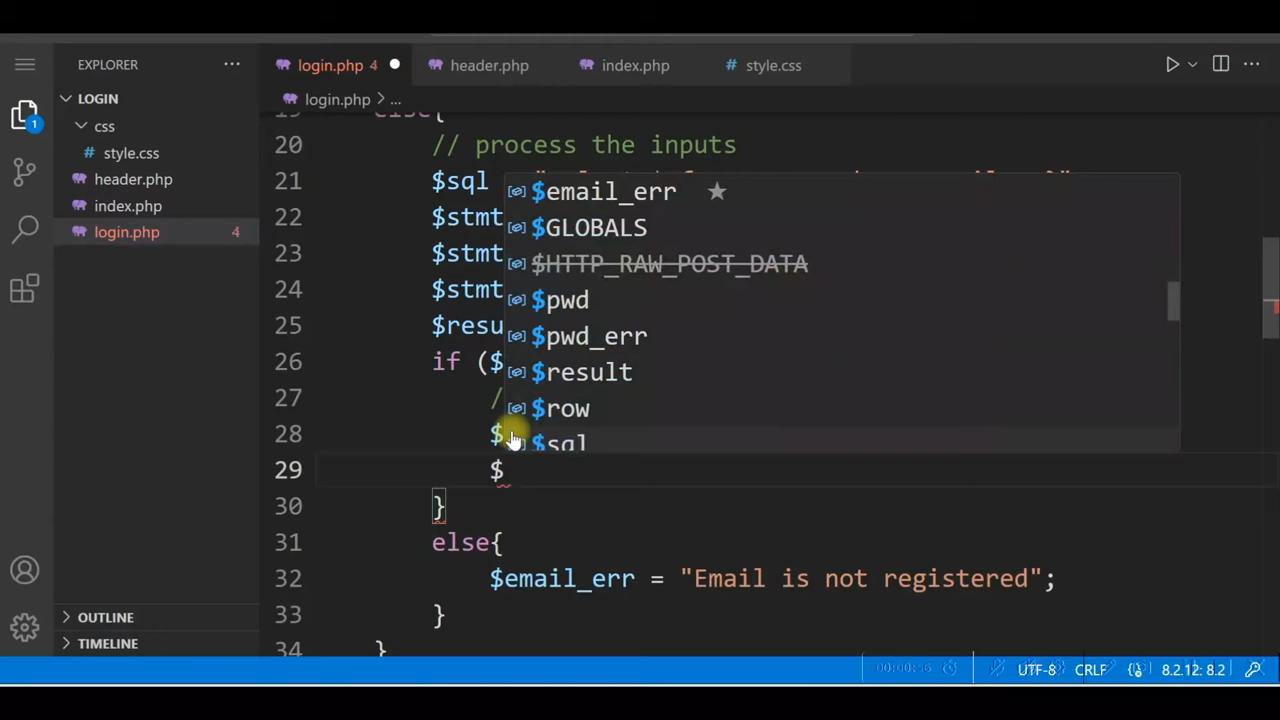 EXPLORER
login.php 4
header.php
index.php
style.css
LOGIN
login.php > ...
css
# style.css
header.php
index.php
login.php 4
20 // process the inputs
21 $sql
22 $stmt
23 $stmt
24 $stmt
25 $resu
26 if ($
27 /
28 $
29 $
30 }
31 else{
32 $email_err = "Email is not registered";
33 }
34 }
$email_err
$GLOBALS
$HTTP_RAW_POST_DATA
$pwd
$pwd_err
$result
$row
$sql
OUTLINE
TIMELINE
UTF-8 CRLF 8.2.12: 8.2